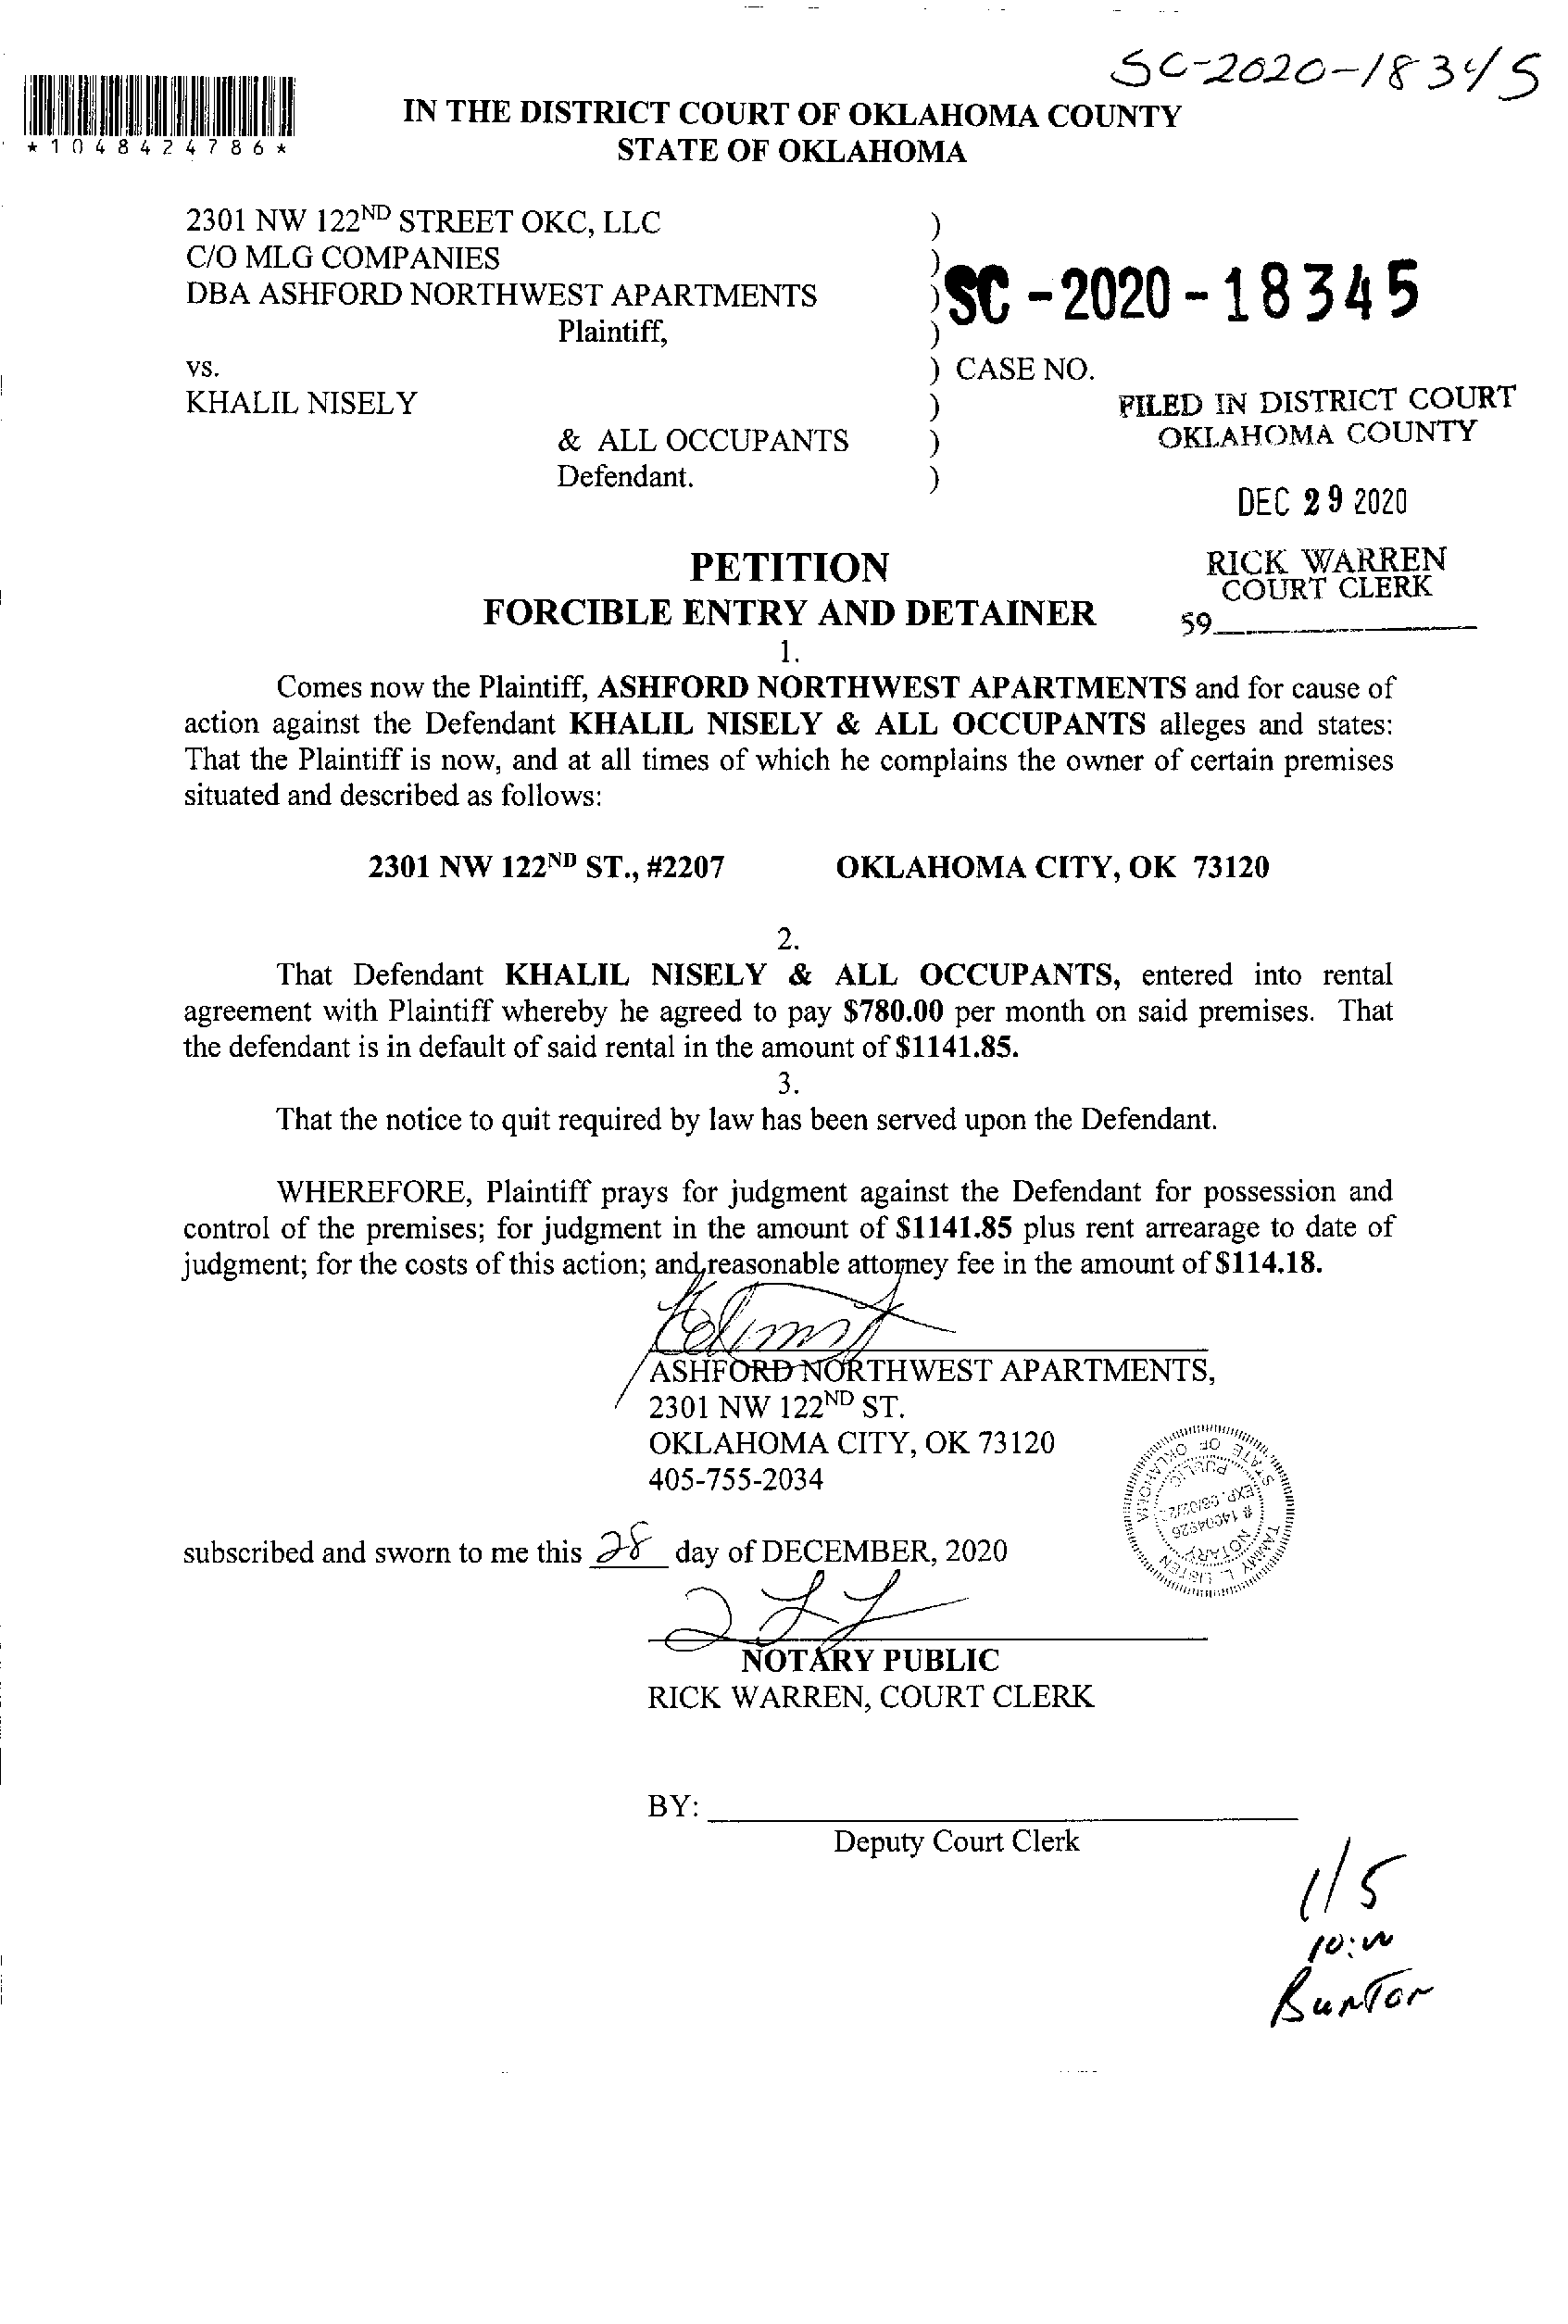 SC-2020-18345
*1048424786*
IN THE DISTRICT COURT OF OKLAHOMA COUNTY
STATE OF OKLAHOMA
2301 NW 122ND STREET OKC, LLC )
C/O MLG COMPANIES )
DBA ASHFORD NORTHWEST APARTMENTS ) SC-2020-18345
Plaintiff, )
vs. ) CASE NO.
KHALIL NISELY )
FILED IN DISTRICT COURT
OKLAHOMA COUNTY
& ALL OCCUPANTS )
Defendant. )
DEC 29 2020
PETITION
RICK WARREN
COURT CLERK
FORCIBLE ENTRY AND DETAINER
59
1.
Comes now the Plaintiff, ASHFORD NORTHWEST APARTMENTS and for cause of
action against the Defendant KHALIL NISELY & ALL OCCUPANTS alleges and states:
That the Plaintiff is now, and at all times of which he complains the owner of certain premises
situated and described as follows:
2301 NW 122ND ST., #2207 OKLAHOMA CITY, OK 73120
2.
That Defendant KHALIL NISELY & ALL OCCUPANTS, entered into rental
agreement with Plaintiff whereby he agreed to pay $780.00 per month on said premises. That
the defendant is in default of said rental in the amount of $1141.85.
3.
That the notice to quit required by law has been served upon the Defendant.
WHEREFORE, Plaintiff prays for judgment against the Defendant for possession and
control of the premises; for judgment in the amount of $1141.85 plus rent arrearage to date of
judgment; for the costs of this action; and reasonable attorney fee in the amount of $114.18.
ASHFORD NORTHWEST APARTMENTS,
2301 NW 122ND ST.
OKLAHOMA CITY, OK 73120
405-755-2034
TAMMY L. LISTEN
NOTARY
# 14004926
PUBLIC
STATE OF OKLAHOMA
subscribed and sworn to me this 28 day of DECEMBER, 2020
NOTARY PUBLIC
RICK WARREN, COURT CLERK
BY:
Deputy Court Clerk
1/5